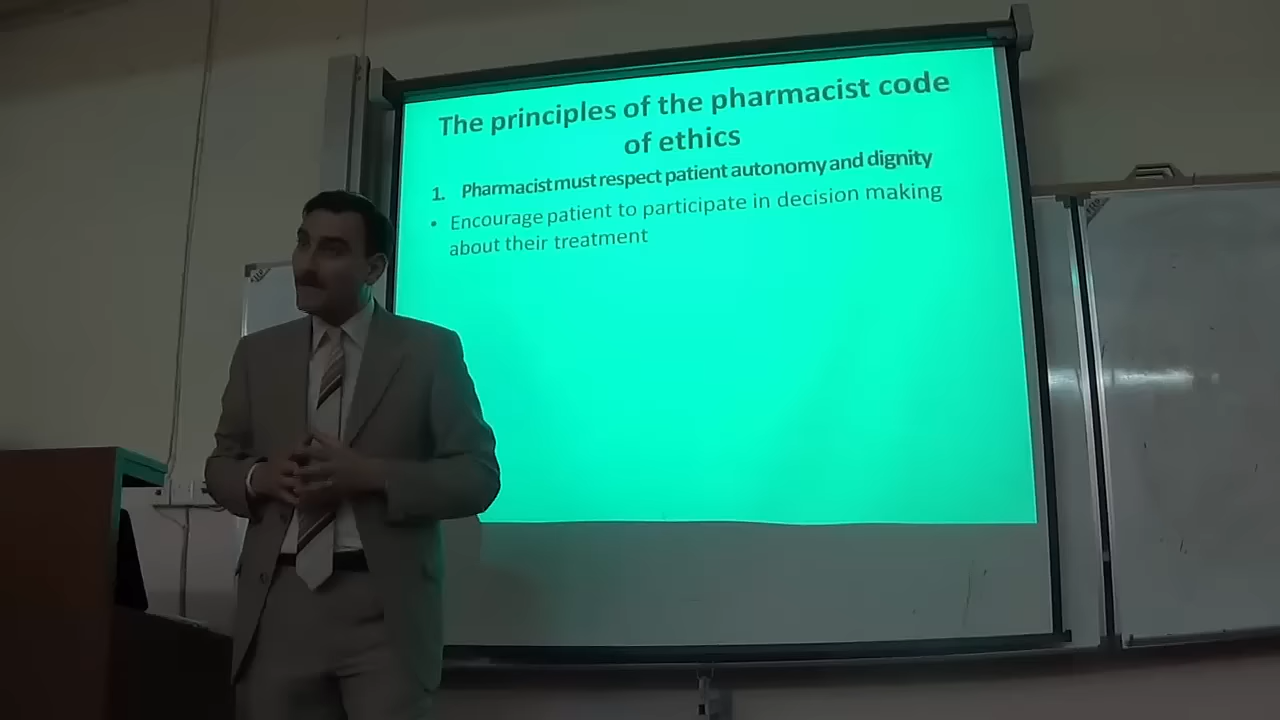 The principles of the pharmacist code
of ethics
1. Pharmacist must respect patient autonomy and dignity
• Encourage patient to participate in decision making
about their treatment